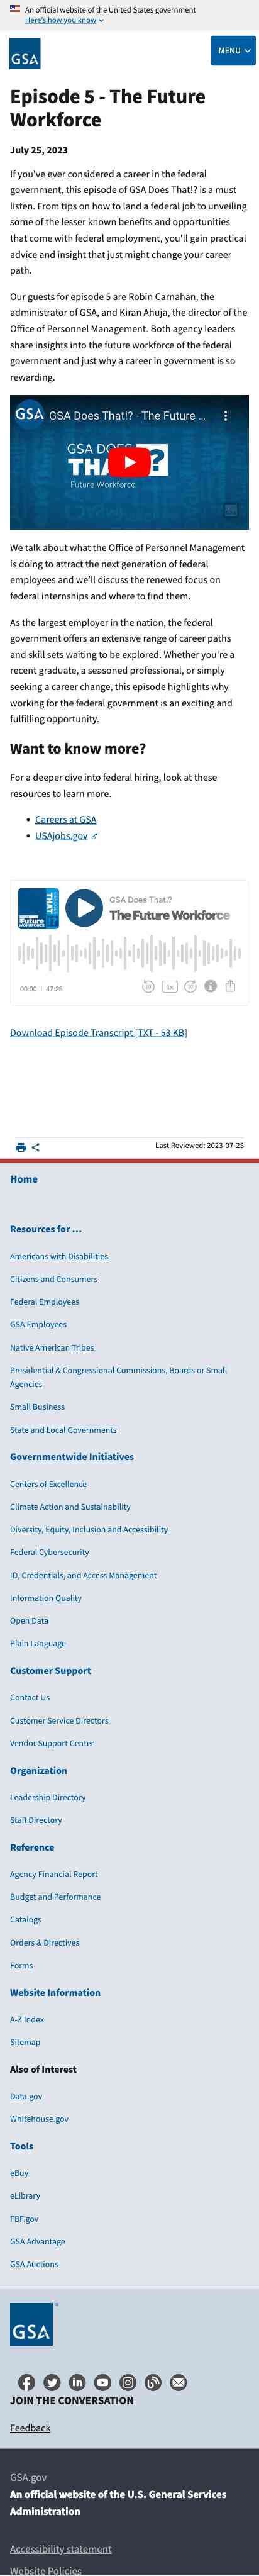 An official website of the United States government
Here's how you know
GSA
MENU
Episode 5 - The Future
Workforce
July 25, 2023
If you've ever considered a career in the federal
government, this episode of GSA Does That!? is a must
listen. From tips on how to land a federal job to unveiling
some of the lesser known benefits and opportunities
that come with federal employment, you'll gain practical
advice and insight that just might change your career
path.
Our guests for episode 5 are Robin Carnahan, the
administrator of GSA, and Kiran Ahuja, the director of the
Office of Personnel Management. Both agency leaders
share insights into the future workforce of the federal
government and just why a career in government is so
rewarding.
GSA GSA Does That!? - The Future ...
GSA DOES
THAT!?
Future Workforce
We talk about what the Office of Personnel Management
is doing to attract the next generation of federal
employees and we'll discuss the renewed focus on
federal internships and where to find them.
As the largest employer in the nation, the federal
government offers an extensive range of career paths
and skill sets waiting to be explored. Whether you're a
recent graduate, a seasoned professional, or simply
seeking a career change, this episode highlights why
working for the federal government is an exciting and
fulfilling opportunity.
Want to know more?
For a deeper dive into federal hiring, look at these
resources to learn more.
• Careers at GSA
• USAjobs.gov
GSA Does That!?
The Future Workforce
00:00 | 47:26
1x
Download Episode Transcript [TXT - 53 KB]
Last Reviewed: 2023-07-25
Home
Resources for …
Americans with Disabilities
Citizens and Consumers
Federal Employees
GSA Employees
Native American Tribes
Presidential & Congressional Commissions, Boards or Small
Agencies
Small Business
State and Local Governments
Governmentwide Initiatives
Centers of Excellence
Climate Action and Sustainability
Diversity, Equity, Inclusion and Accessibility
Federal Cybersecurity
ID, Credentials, and Access Management
Information Quality
Open Data
Plain Language
Customer Support
Contact Us
Customer Service Directors
Vendor Support Center
Organization
Leadership Directory
Staff Directory
Reference
Agency Financial Report
Budget and Performance
Catalogs
Orders & Directives
Forms
Website Information
A-Z Index
Sitemap
Also of Interest
Data.gov
Whitehouse.gov
Tools
eBuy
eLibrary
FBF.gov
GSA Advantage
GSA Auctions
GSA
JOIN THE CONVERSATION
Feedback
GSA.gov
An official website of the U.S. General Services
Administration
Accessibility statement
Website Policies